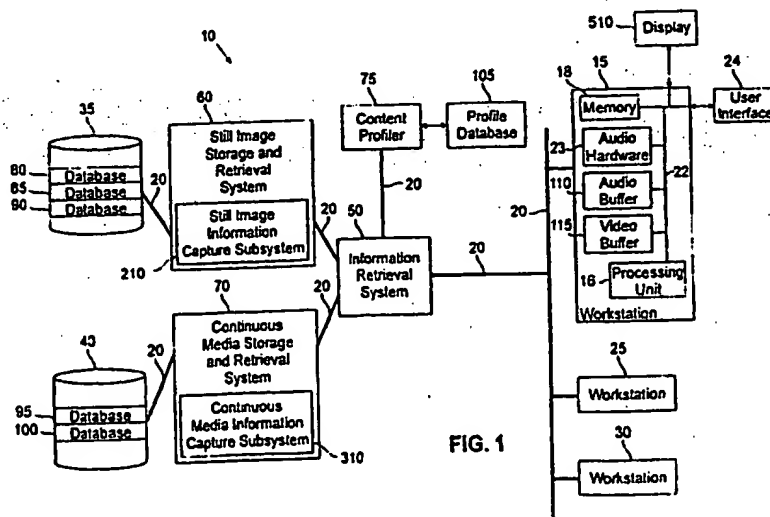 10
510
Display
35
60
75
105
18
15
24
Memory
User
Interface
Content
Profiler
Profile
Database
Still Image
Storage and
Retrieval
System
80
Database
85
Database
90
Database
20
23
Audio
Hardware
22
20
110
Audio
Buffer
20
50
Still Image
Information
Capture Subsystem
20
115
Video
Buffer
210
Information
Retrieval
System
20
16
Processing
Unit
Workstation
70
20
43
20
Continuous
Media Storage
and Retrieval
System
25
Workstation
95
Database
100
Database
Continuous
Media Information
Capture Subsystem
310
FIG. 1
30
Workstation